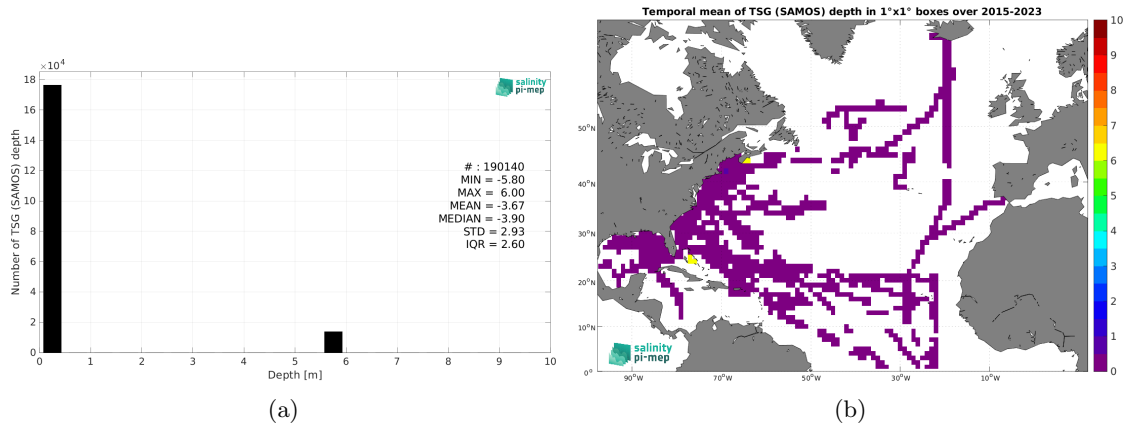 Temporal mean of TSG (SAMOS) depth in 1°x1° boxes over 2015-2023
×10⁴
18
16
14
12
10
8
6
4
2
0
Number of TSG (SAMOS) depth
salinity
pi-mep
# : 190140
MIN = -5.80
MAX = 6.00
MEAN = -3.67
MEDIAN = -3.90
STD = 2.93
IQR = 2.60
0 1 2 3 4 5 6 7 8 9 10
Depth [m]
(a)
50°N
40°N
30°N
20°N
10°N
0°
90°W 70°W 50°W 30°W 10°W
salinity
pi-mep
10
9
8
7
6
5
4
3
2
1
0
(b)